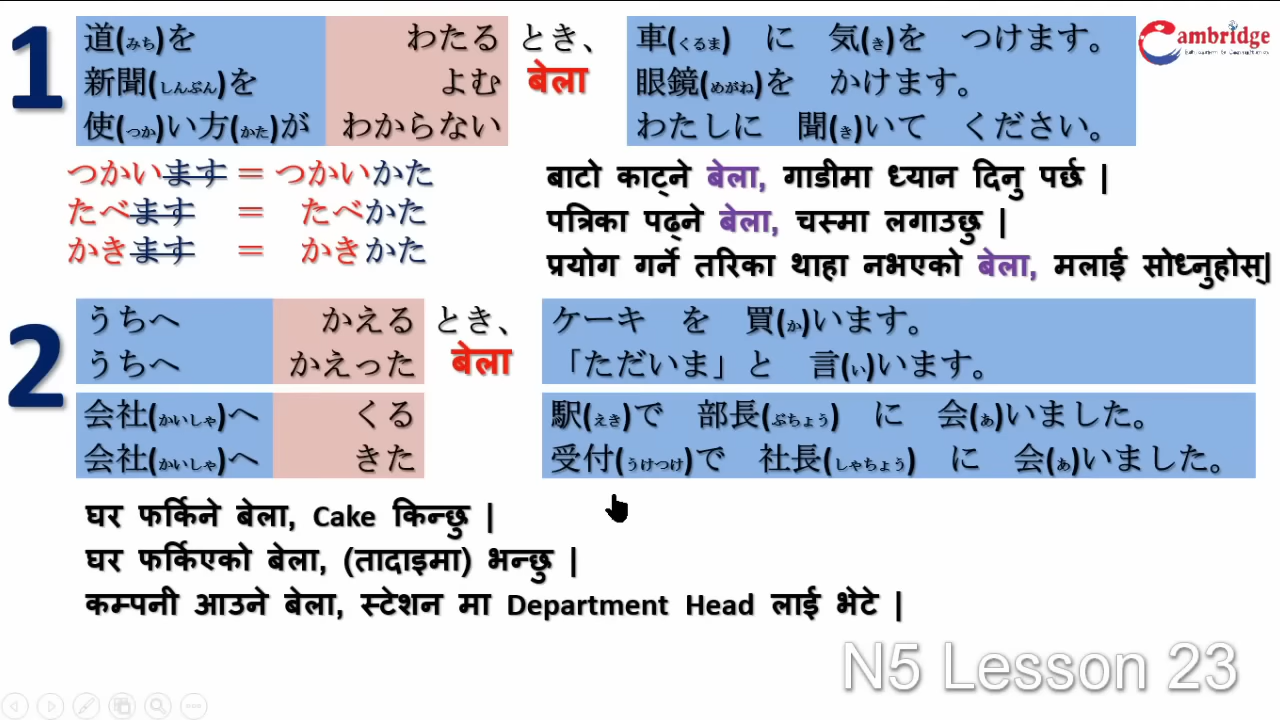 1
道(みち)を わたる とき、 車(くるま) に 気(き)を つけます。
新聞(しんぶん)を よむ बेला 眼鏡(めがね)を かけます。
使(つか)い方(かた)が わからない わたしに 聞(き)いて ください。
Cambridge
つかいます = つかいかた
たべます = たべかた
かきます = かきかた
बाटो काट्ने बेला, गाडीमा ध्यान दिनु पर्छ |
पत्रिका पढ्ने बेला, चस्मा लगाउछु |
प्रयोग गर्ने तरिका थाहा नभएको बेला, मलाई सोध्नुहोस्|
2
うちへ かえる とき、 ケーキ を 買(か)います。
うちへ かえった बेला 「ただいま」と 言(い)います。
会社(かいしゃ)へ くる 駅(えき)で 部長(ぶちょう) に 会(あ)いました。
会社(かいしゃ)へ きた 受付(うけつけ)で 社長(しゃちょう) に 会(あ)いました。
घर फर्किने बेला, Cake किन्छु |
घर फर्किएको बेला, (तादाइमा) भन्छु |
कम्पनी आउने बेला, स्टेशन मा Department Head लाई भेटे |
N5 Lesson 23